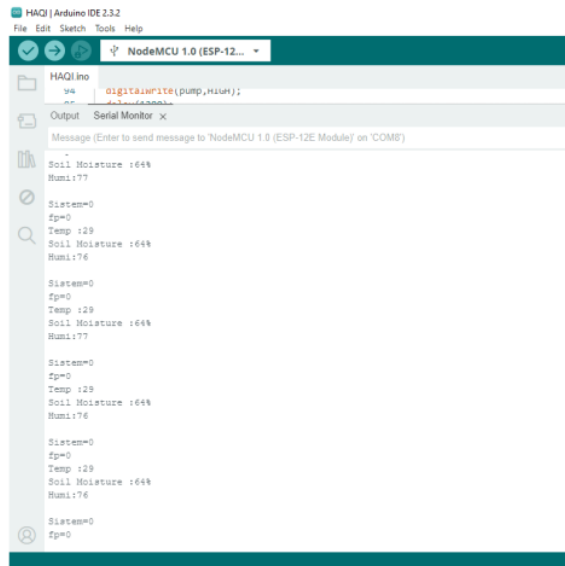 HAQI | Arduino IDE 2.3.2
File Edit Sketch Tools Help
NodeMCU 1.0 (ESP-12...
HAQI.ino
94 digitalWrite(pump,HIGH);
Output Serial Monitor x
Message (Enter to send message to 'NodeMCU 1.0 (ESP-12E Module)' on 'COM8')
Soil Moisture :64%
Humi:77
Sistem=0
fp=0
Temp :29
Soil Moisture :64%
Humi:76
Sistem=0
fp=0
Temp :29
Soil Moisture :64%
Humi:77
Sistem=0
fp=0
Temp :29
Soil Moisture :64%
Humi:76
Sistem=0
fp=0
Temp :29
Soil Moisture :64%
Humi:76
Sistem=0
fp=0